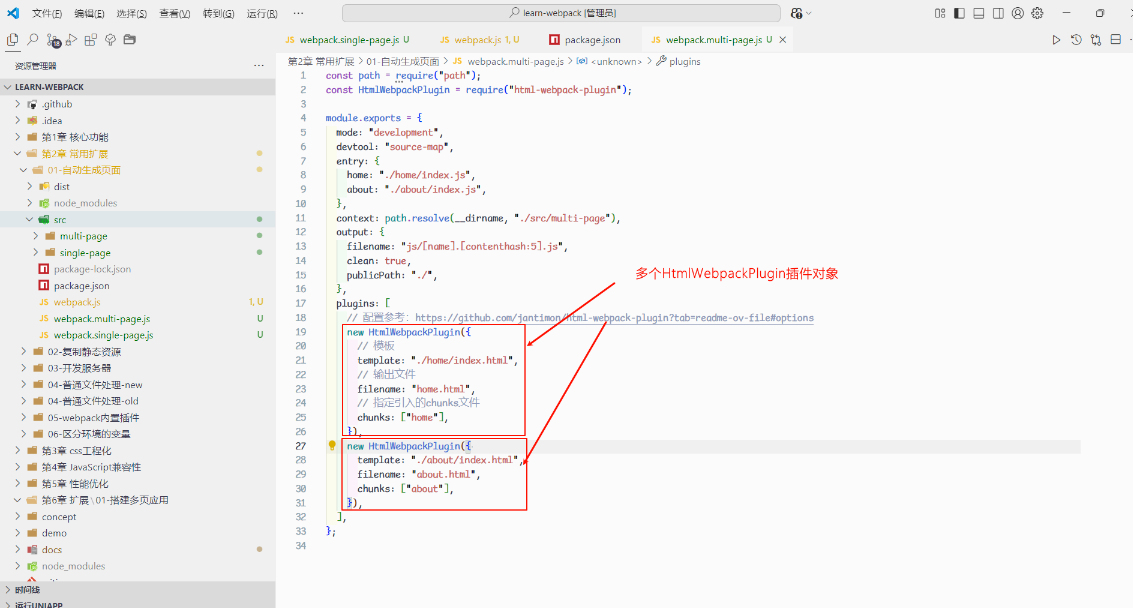 文件(F) 编辑(E) 选择(S) 查看(V) 转到(G) 运行(R) ··· learn-webpack [管理员]
webpack.single-page.js U
webpack.js 1, U
package.json
webpack.multi-page.js U
资源管理器
第2章 常用扩展 > 01-自动生成页面 > JS webpack.multi-page.js > <unknown> > plugins
LEARN-WEBPACK
.github
.idea
第1章 核心功能
第2章 常用扩展
01-自动生成页面
dist
node_modules
src
multi-page
single-page
package-lock.json
package.json
JS webpack.js 1, U
JS webpack.multi-page.js U
JS webpack.single-page.js U
02-复制静态资源
03-开发服务器
04-普通文件处理-new
04-普通文件处理-old
05-webpack内置插件
06-区分环境的变量
第3章 css工程化
第4章 JavaScript兼容性
第5章 性能优化
第6章 扩展 \ 01-搭建多页应用
concept
demo
docs
node_modules
时间线
运行UNIAPP
1 const path = require("path");
2 const HtmlWebpackPlugin = require("html-webpack-plugin");
3
4 module.exports = {
5 mode: "development",
6 devtool: "source-map",
7 entry: {
8 home: "./home/index.js",
9 about: "./about/index.js",
10 },
11 context: path.resolve(__dirname, "./src/multi-page"),
12 output: {
13 filename: "js/[name].[contenthash:5].js",
14 clean: true,
15 publicPath: "./",
16 },
17 plugins: [
18 // 配置参考: https://github.com/jantimon/html-webpack-plugin?tab=readme-ov-file#options
19 new HtmlWebpackPlugin({
20 // 模板
21 template: "./home/index.html",
22 // 输出文件
23 filename: "home.html",
24 // 指定引入的chunks文件
25 chunks: ["home"],
26 }),
27 new HtmlWebpackPlugin({
28 template: "./about/index.html",
29 filename: "about.html",
30 chunks: ["about"],
31 }),
32 ],
33 };
34
多个HtmlWebpackPlugin插件对象